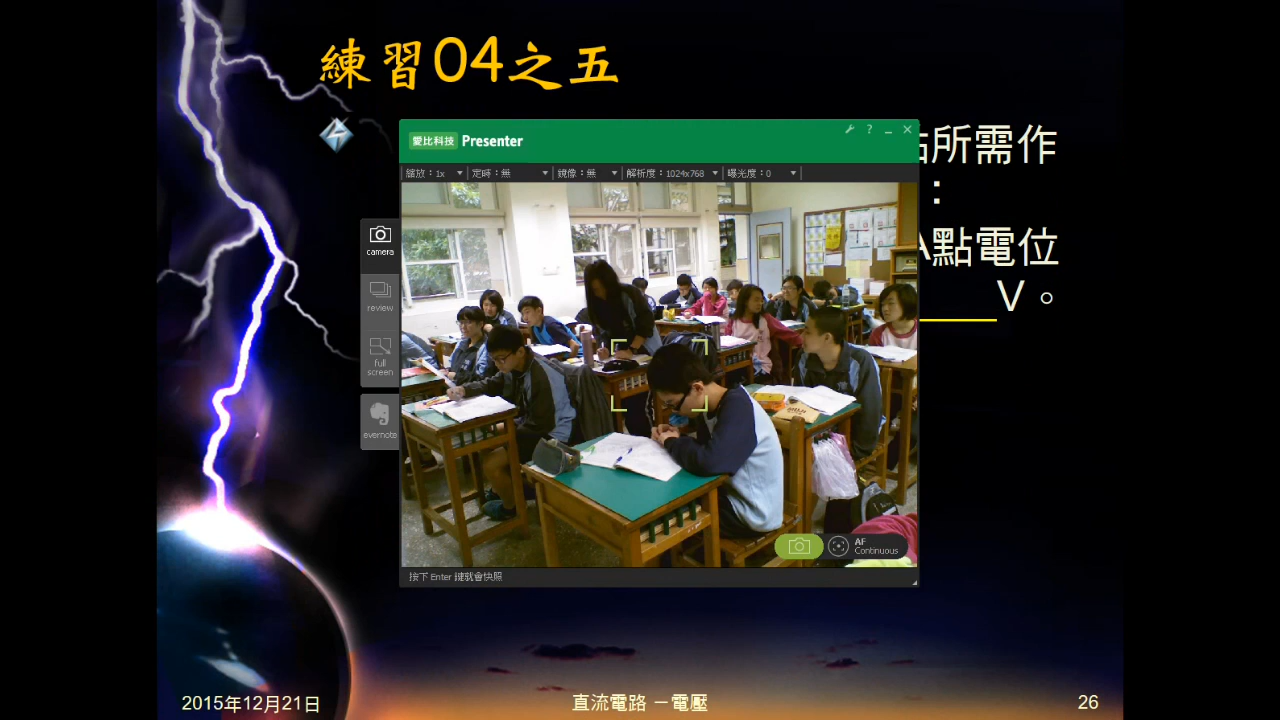 練習04之五
所需作
：
點電位
V。
愛比科技 Presenter
縮放：1x 定時：無 鏡像：無 解析度：1024x768 曝光度：0
camera
review
full
screen
evernote
AF
Continuous
按下 Enter 鍵就會快照
2015年12月21日 直流電路 －電壓 26